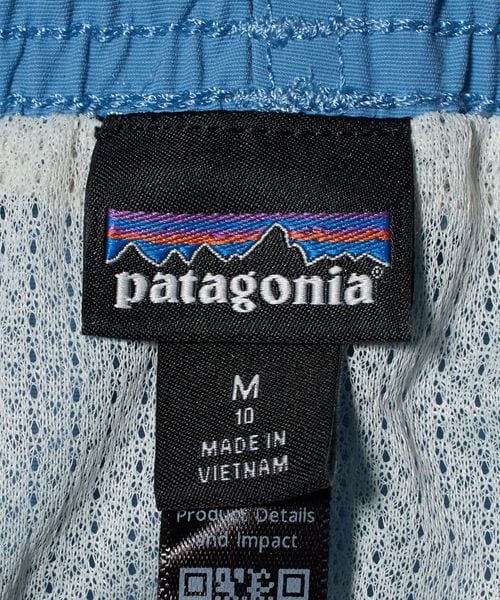 patagonia®
M
10
MADE IN
VIETNAM
Product Details
and Impact